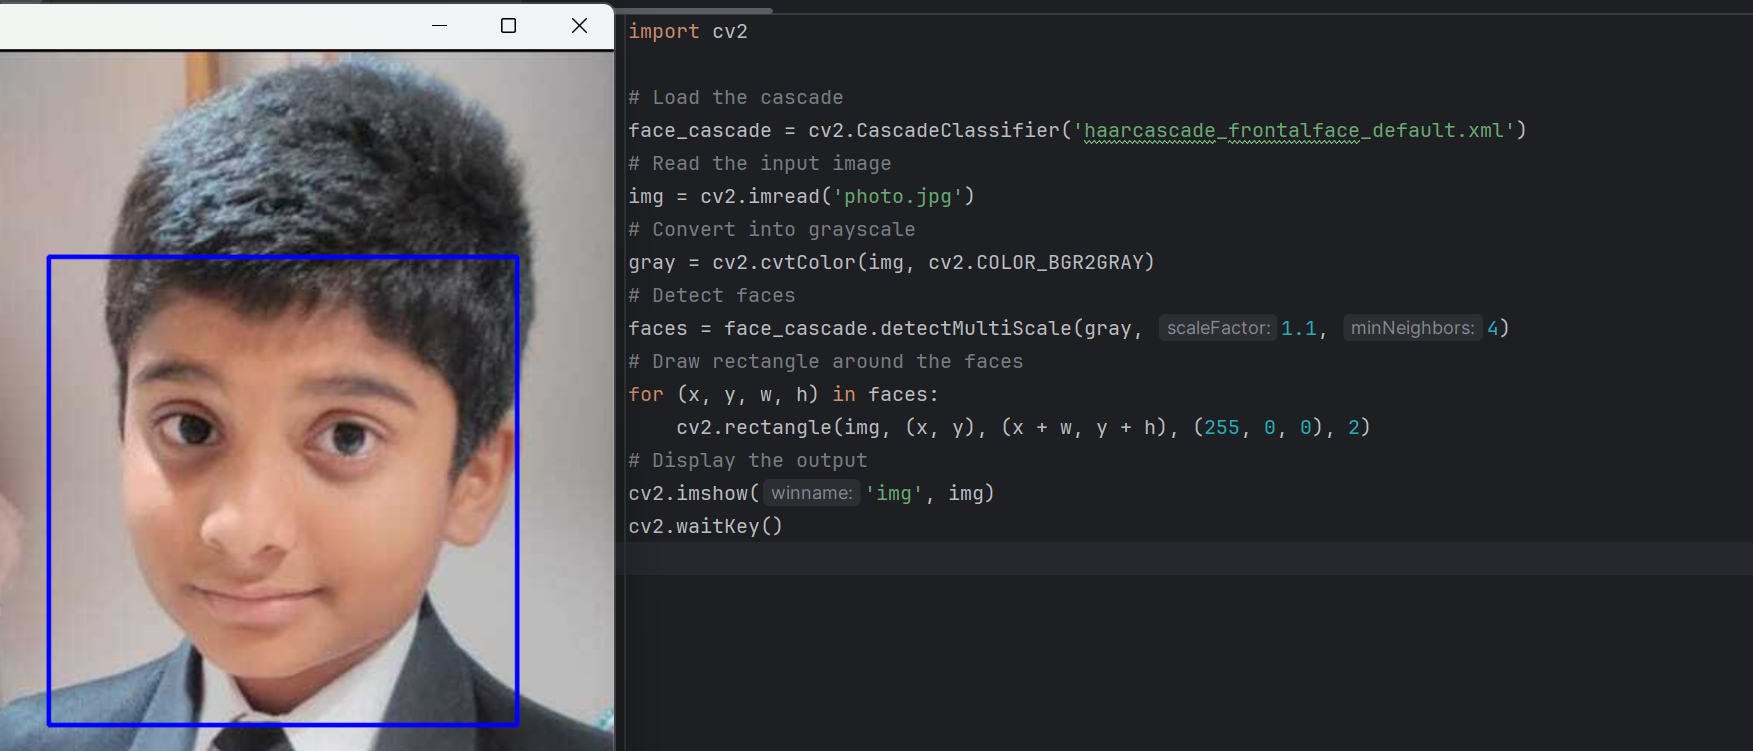 import cv2
# Load the cascade
face_cascade = cv2.CascadeClassifier('haarcascade_frontalface_default.xml')
# Read the input image
img = cv2.imread('photo.jpg')
# Convert into grayscale
gray = cv2.cvtColor(img, cv2.COLOR_BGR2GRAY)
# Detect faces
faces = face_cascade.detectMultiScale(gray, scaleFactor: 1.1, minNeighbors: 4)
# Draw rectangle around the faces
for (x, y, w, h) in faces:
    cv2.rectangle(img, (x, y), (x + w, y + h), (255, 0, 0), 2)
# Display the output
cv2.imshow( winname: 'img', img)
cv2.waitKey()